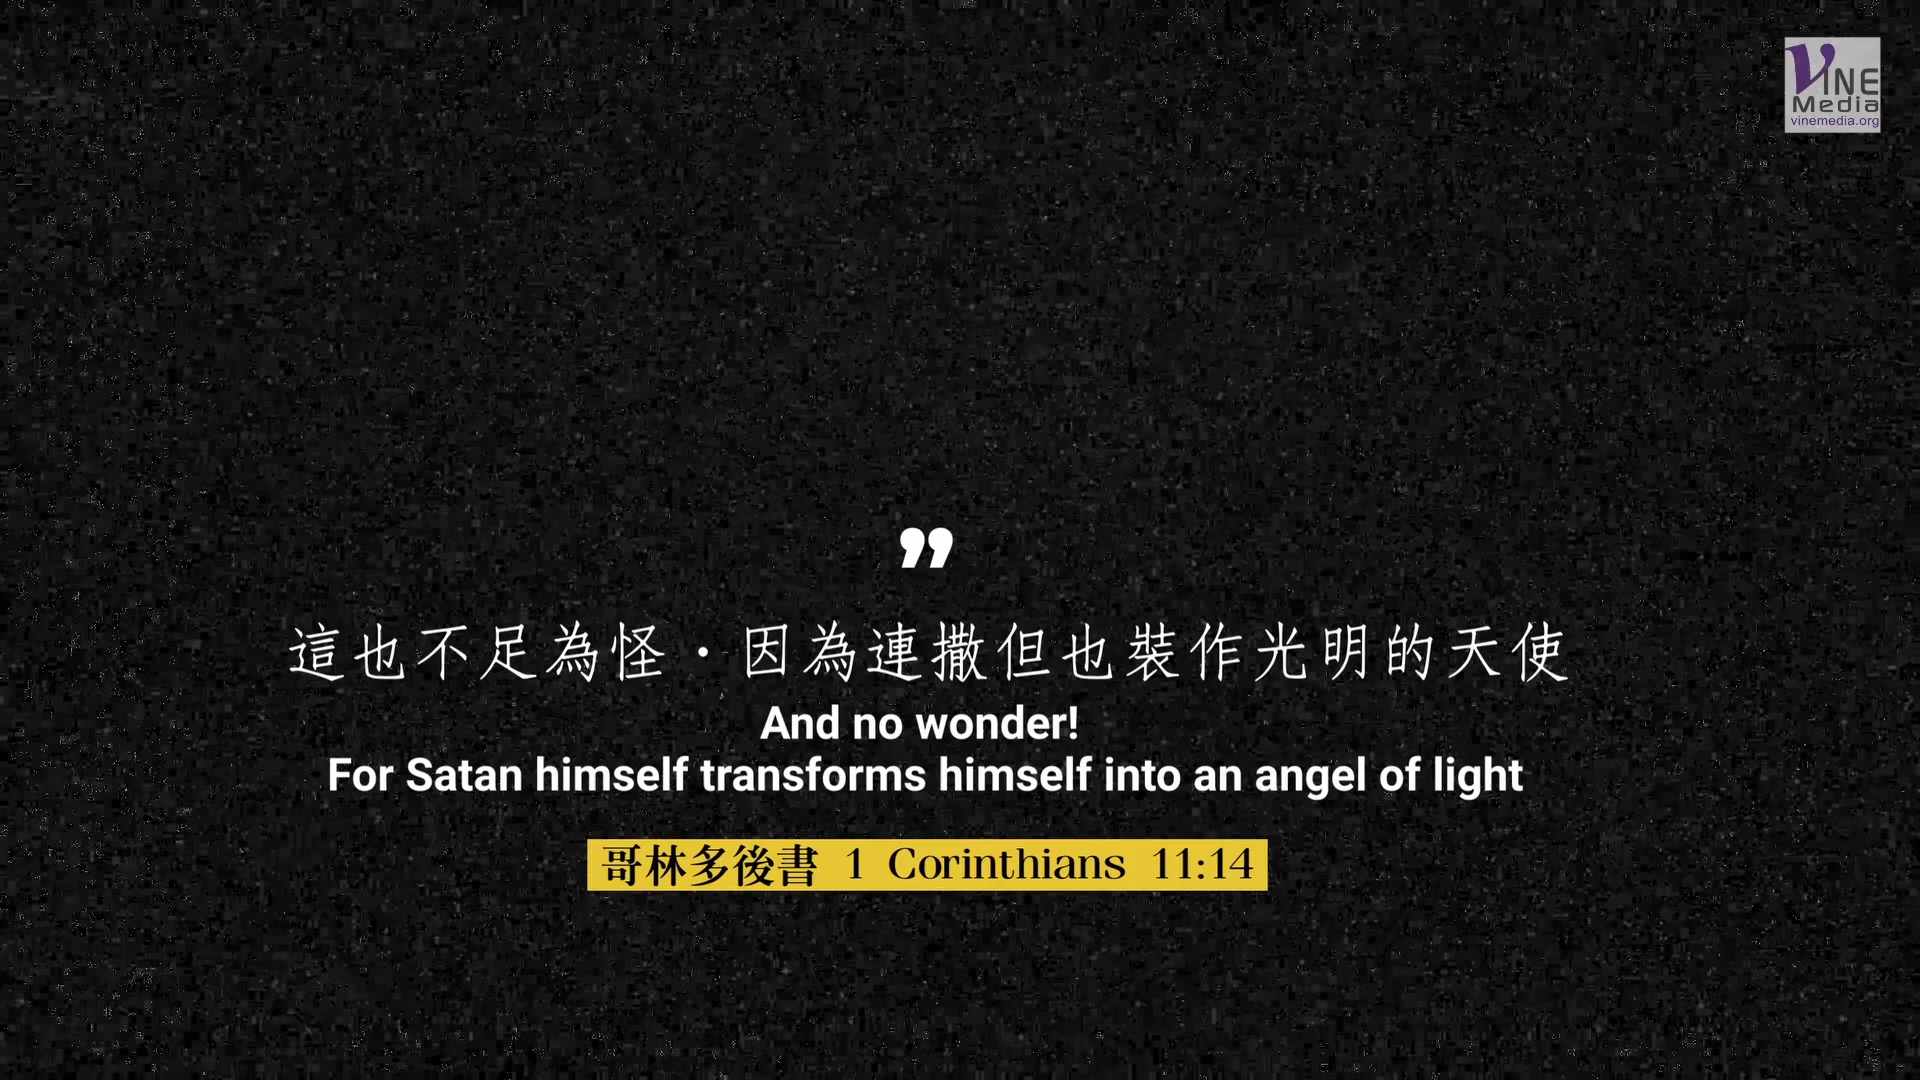 VINE
Media
vinemedia.org
”
這也不足為怪・因為連撒但也裝作光明的天使
And no wonder!
For Satan himself transforms himself into an angel of light
哥林多後書 1 Corinthians 11:14